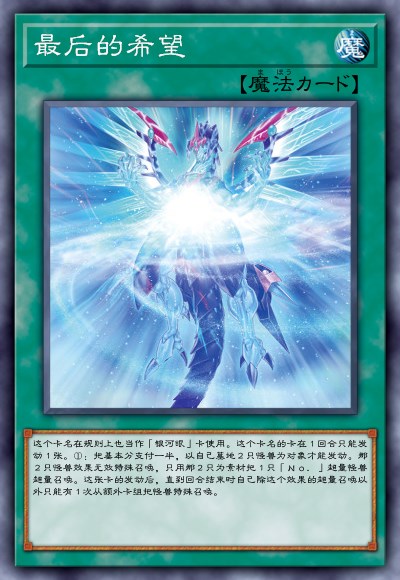 最后的希望
魔
【魔法カード】
ま ほう
这个卡名在规则上也当作「银河眼」卡使用。这个卡名的卡在1回合只能发
动1张。①：把基本分支付一半，以自己墓地2只怪兽为对象才能发动。那
2只怪兽效果无效特殊召唤，只用那2只为素材把1只「No.」超量怪兽
超量召唤。这张卡的发动后，直到回合结束时自己除这个效果的超量召唤以
外只能有1次从额外卡组把怪兽特殊召唤。